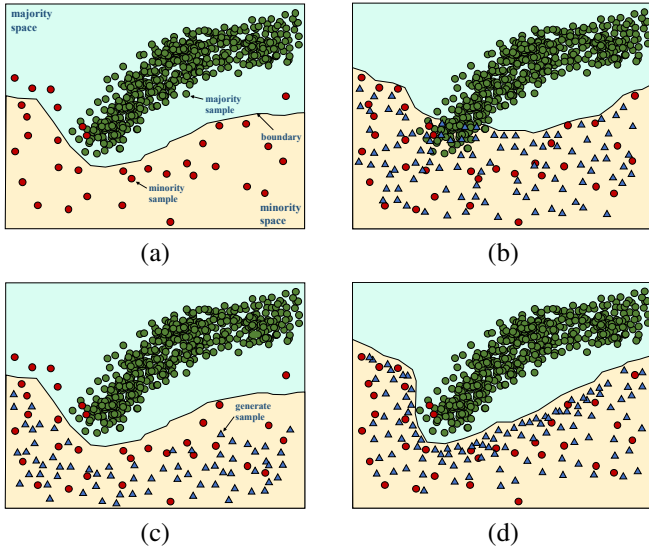 majority
space
majority
sample
boundary
minority
sample
minority
space
(a)
(b)
generate
sample
(c)
(d)